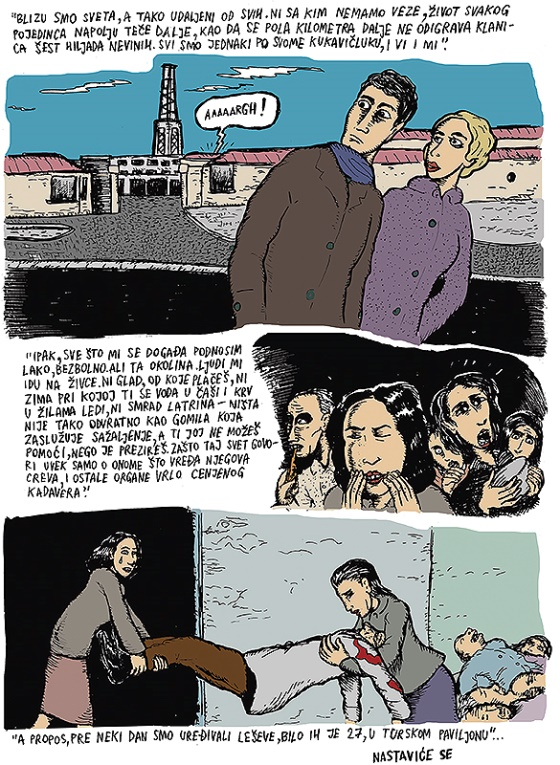 "BLIZU SMO SVETA, A TAKO UDALJENI OD SVIH. NI SA KIM NEMAMO VEZE, ŽIVOT SVAKOG
POJEDINCA NAPOLJU TEČE DALJE, KAO DA SE POLA KILOMETRA DALJE NE ODIGRAVA KLANI-
CA ŠEST HILJADA NEVINIH. SVI SMO JEDNAKI PO SVOME KUKAVIČLUKU, I VI I MI".
AAAAARGH!
"IPAK, SVE ŠTO MI SE DOGAĐA PODNOSIM
LAKO, BEZBOLNO. ALI TA OKOLINA. LJUDI MI
IDU NA ŽIVCE. NI GLAD, OD KOJE PLAČEŠ, NI
ZIMA PRI KOJOJ TI SE VODA U ČAŠI I KRV
U ŽILAMA LEDI, NI SMRAD LATRINA – NIŠTA
NIJE TAKO ODVRATNO KAO GOMILA KOJA
ZASLUŽUJE SAŽALJENJE, A TI JOJ NE MOŽEŠ
POMOĆI, NEGO JE PREZIREŠ. ZAŠTO TAJ SVET GOVO-
RI UVEK SAMO O ONOME ŠTO VREĐA NJEGOVA
CREVA, I OSTALE ORGANE VRLO CENJENOG
KADAVERA?"
"A PROPOS, PRE NEKI DAN SMO UREĐIVALI LEŠEVE, BILO IH JE 27, U TURSKOM PAVILJONU"...
NASTAVIĆE SE